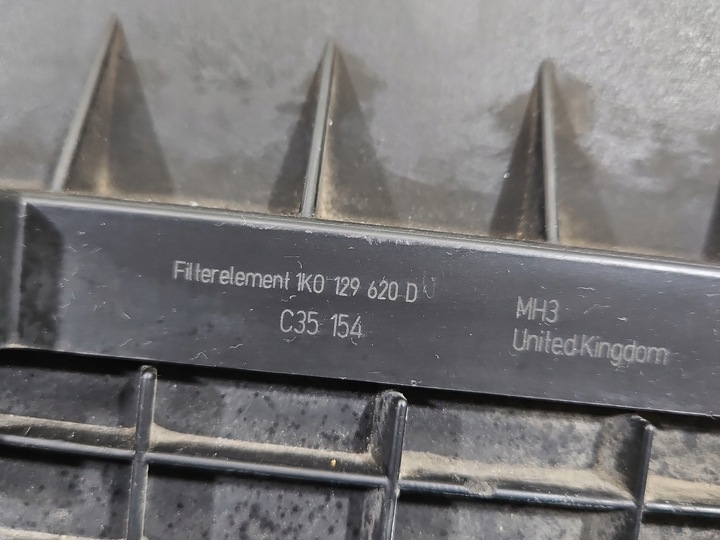 Filterelement 1K0 129 620 D
C35 154
MH3
United Kingdom